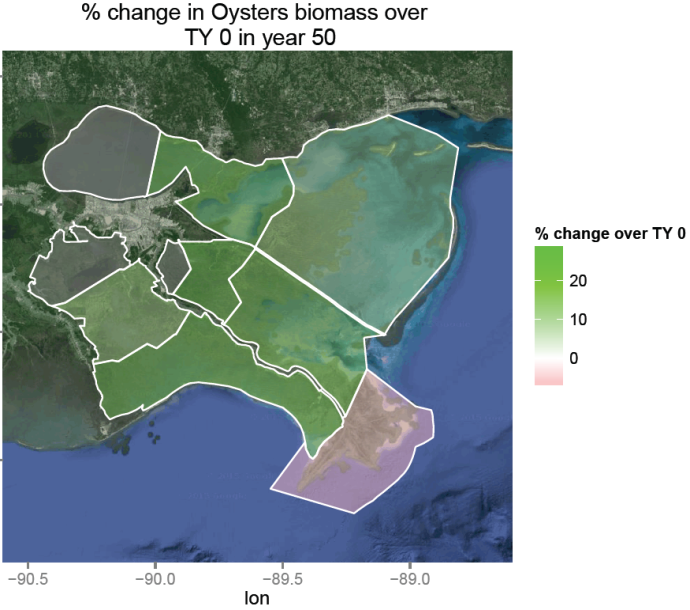 % change in Oysters biomass over
TY 0 in year 50
% change over TY 0
20
10
0
−90.5 −90.0 −89.5 −89.0
lon